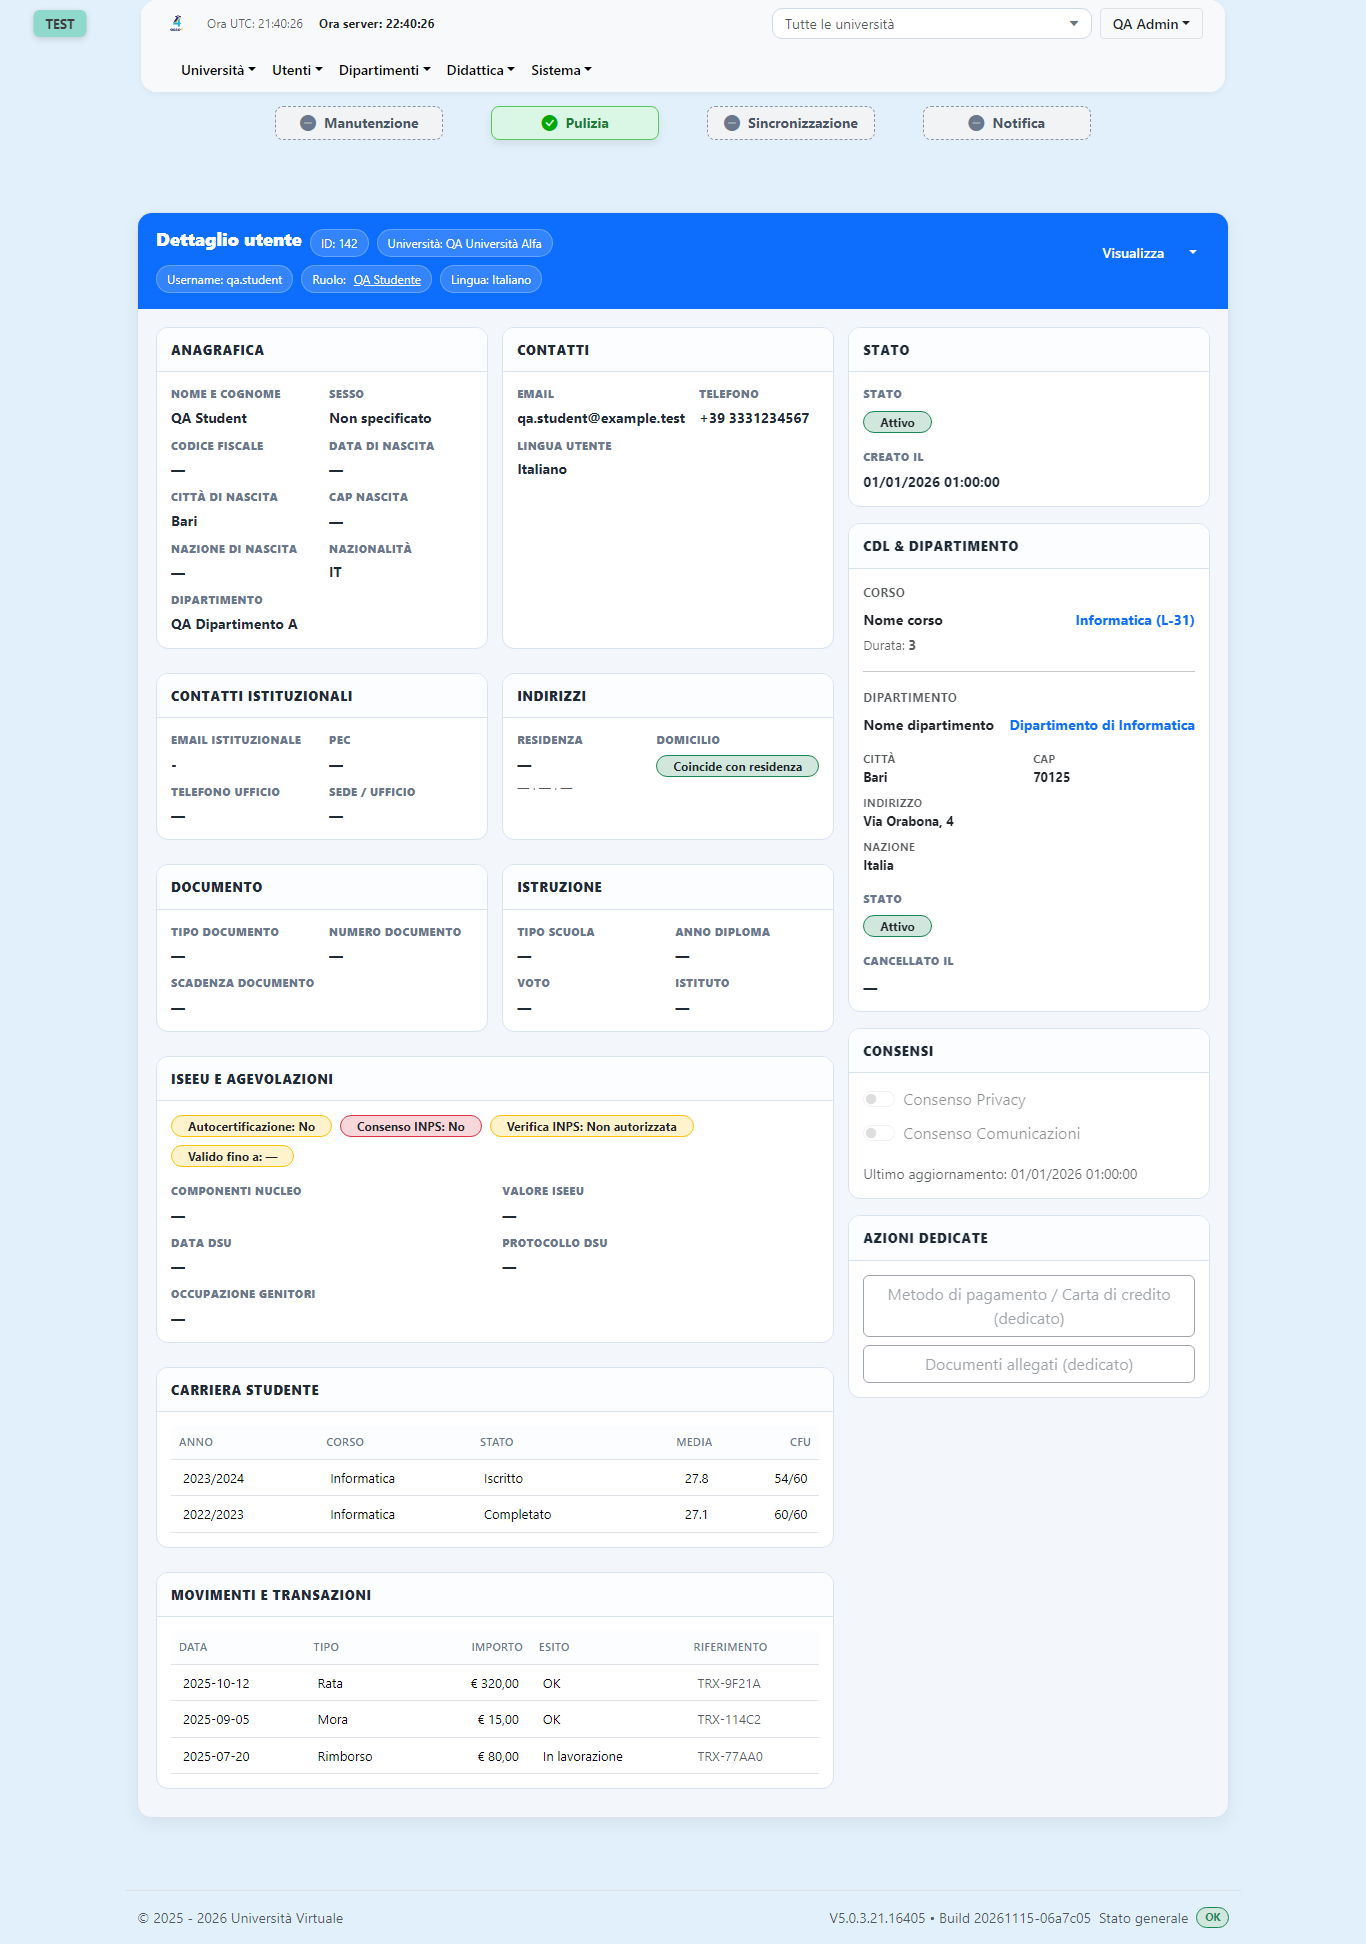 TEST
Ora UTC: 21:40:26 Ora server: 22:40:26
Tutte le università
QA Admin
Università Utenti Dipartimenti Didattica Sistema
Manutenzione Pulizia Sincronizzazione Notifica
Dettaglio utente ID: 142 Università: QA Università Alfa
Username: qa.student Ruolo: QA Studente Lingua: Italiano
Visualizza
ANAGRAFICA
NOME E COGNOME SESSO
QA Student Non specificato
CODICE FISCALE DATA DI NASCITA
— —
CITTÀ DI NASCITA CAP NASCITA
Bari —
NAZIONE DI NASCITA NAZIONALITÀ
— IT
DIPARTIMENTO
QA Dipartimento A
CONTATTI
EMAIL TELEFONO
qa.student@example.test +39 3331234567
LINGUA UTENTE
Italiano
STATO
STATO
Attivo
CREATO IL
01/01/2026 01:00:00
CDL & DIPARTIMENTO
CORSO
Nome corso Informatica (L-31)
Durata: 3
DIPARTIMENTO
Nome dipartimento Dipartimento di Informatica
CITTÀ CAP
Bari 70125
INDIRIZZO
Via Orabona, 4
NAZIONE
Italia
STATO
Attivo
CANCELLATO IL
—
CONTATTI ISTITUZIONALI
EMAIL ISTITUZIONALE PEC
- —
TELEFONO UFFICIO SEDE / UFFICIO
— —
INDIRIZZI
RESIDENZA DOMICILIO
— Coincide con residenza
— · — · —
DOCUMENTO
TIPO DOCUMENTO NUMERO DOCUMENTO
— —
SCADENZA DOCUMENTO
—
ISTRUZIONE
TIPO SCUOLA ANNO DIPLOMA
— —
VOTO ISTITUTO
— —
CONSENSI
Consenso Privacy
Consenso Comunicazioni
Ultimo aggiornamento: 01/01/2026 01:00:00
ISEEU E AGEVOLAZIONI
Autocertificazione: No Consenso INPS: No Verifica INPS: Non autorizzata
Valido fino a: —
COMPONENTI NUCLEO VALORE ISEEU
— —
DATA DSU PROTOCOLLO DSU
— —
OCCUPAZIONE GENITORI
—
AZIONI DEDICATE
Metodo di pagamento / Carta di credito
(dedicato)
Documenti allegati (dedicato)
CARRIERA STUDENTE
ANNO CORSO STATO MEDIA CFU
2023/2024 Informatica Iscritto 27.8 54/60
2022/2023 Informatica Completato 27.1 60/60
MOVIMENTI E TRANSAZIONI
DATA TIPO IMPORTO ESITO RIFERIMENTO
2025-10-12 Rata € 320,00 OK TRX-9F21A
2025-09-05 Mora € 15,00 OK TRX-114C2
2025-07-20 Rimborso € 80,00 In lavorazione TRX-77AA0
© 2025 - 2026 Università Virtuale
V5.0.3.21.16405 • Build 20261115-06a7c05 Stato generale OK